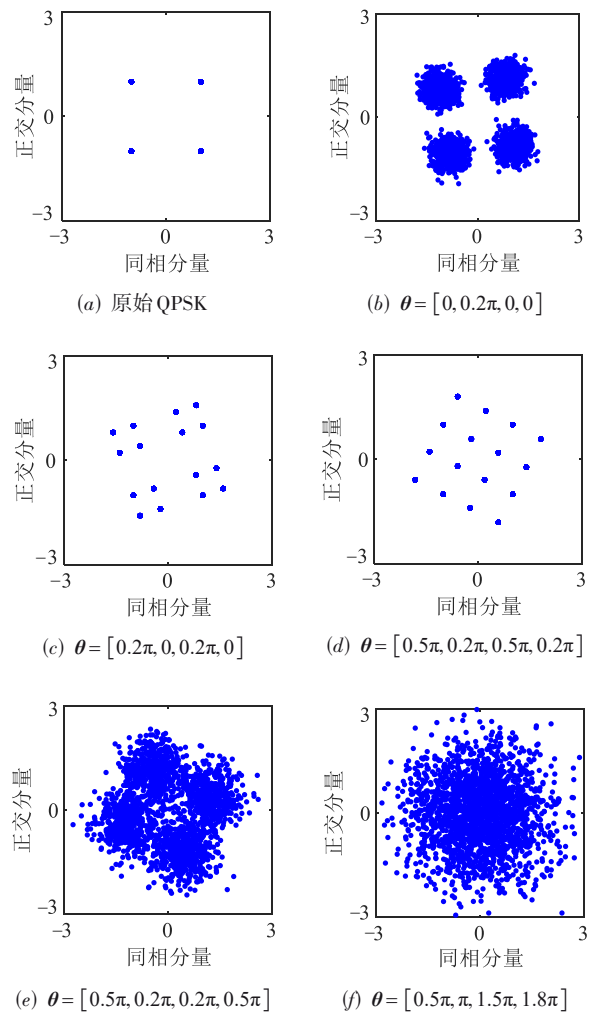 3
0
−3
正交分量
−3 0 3
同相分量
(a) 原始QPSK
3
0
−3
正交分量
−3 0 3
同相分量
(b) θ=[0,0.2π,0,0]
3
0
−3
正交分量
−3 0 3
同相分量
(c) θ=[0.2π,0,0.2π,0]
3
0
−3
正交分量
−3 0 3
同相分量
(d) θ=[0.5π,0.2π,0.5π,0.2π]
3
0
−3
正交分量
−3 0 3
同相分量
(e) θ=[0.5π,0.2π,0.2π,0.5π]
3
0
−3
正交分量
−3 0 3
同相分量
(f) θ=[0.5π,π,1.5π,1.8π]